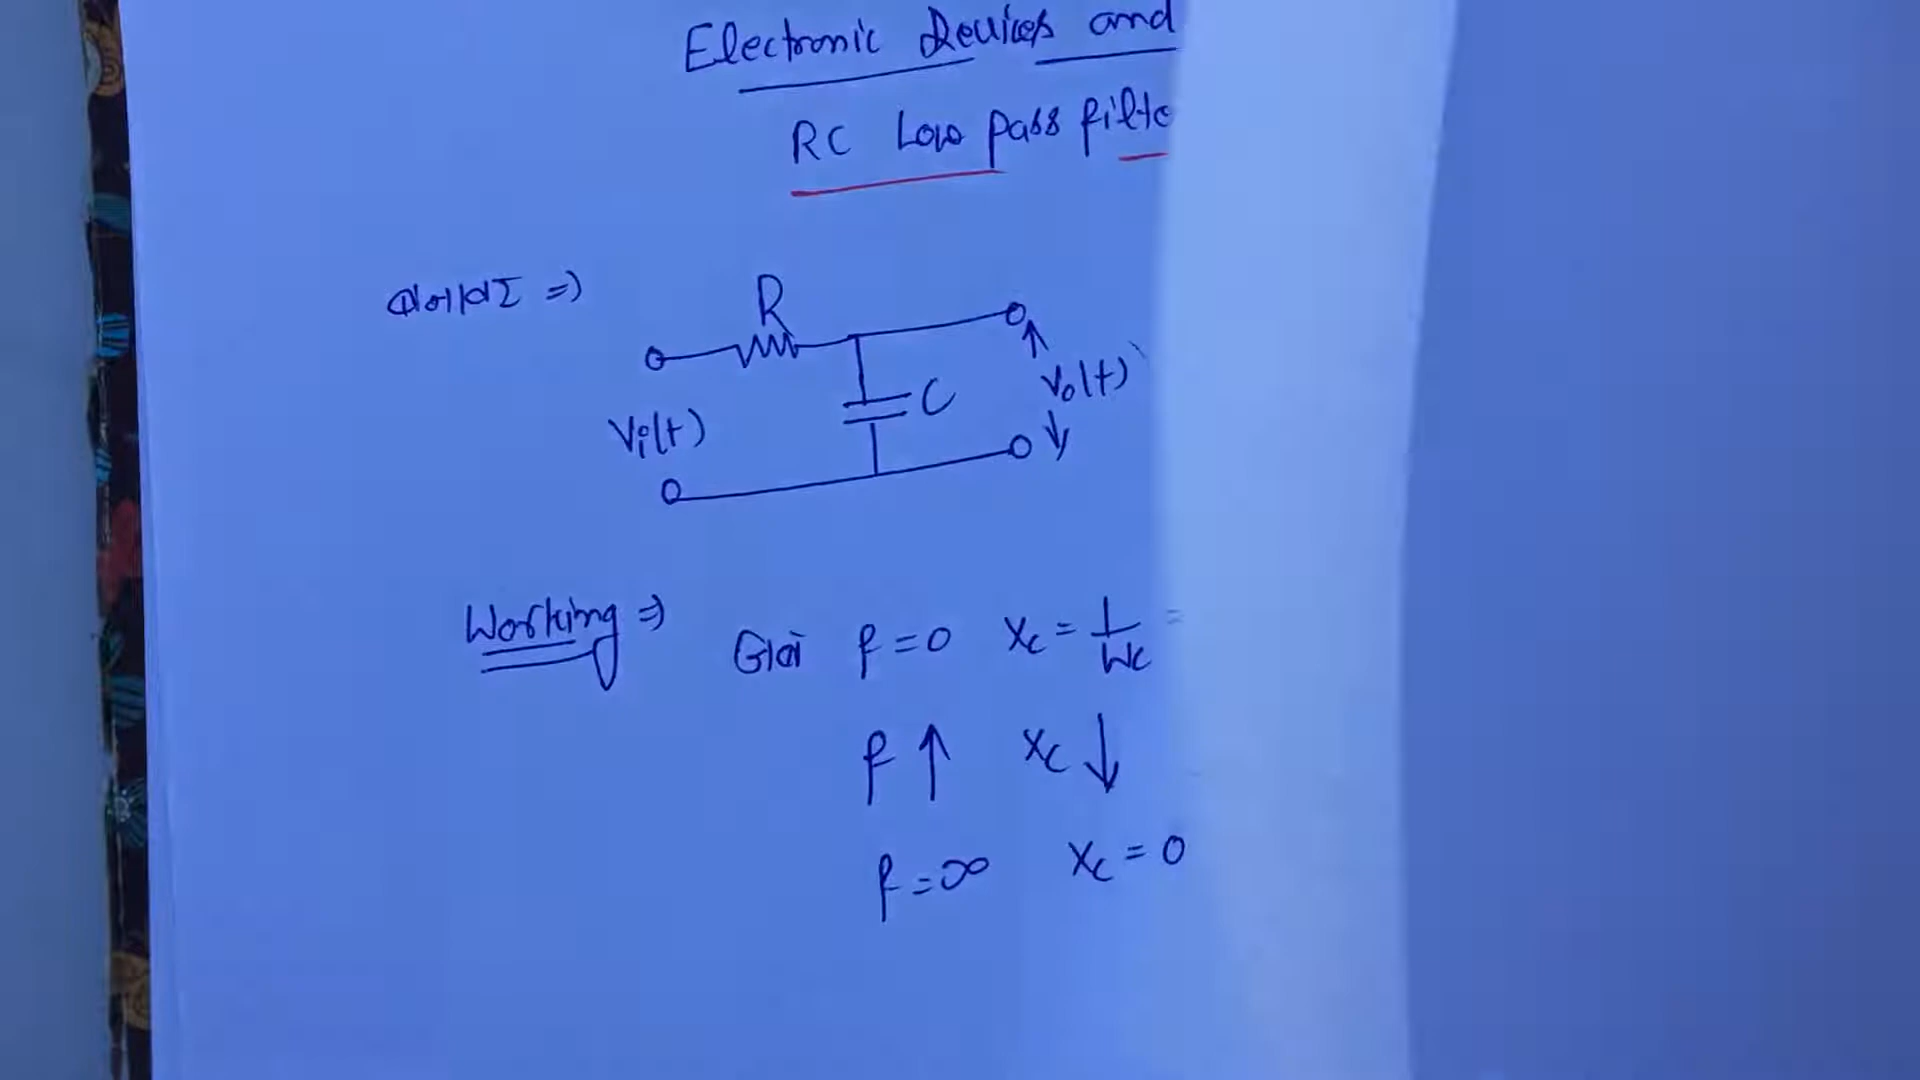 Electronic Devices and
RC Low pass filte
=>
R
C
Vi(t)
Vo(t)
Working =>
f = 0 Xc = 1/Wc =
f ↑ Xc ↓
f = ∞ Xc = 0